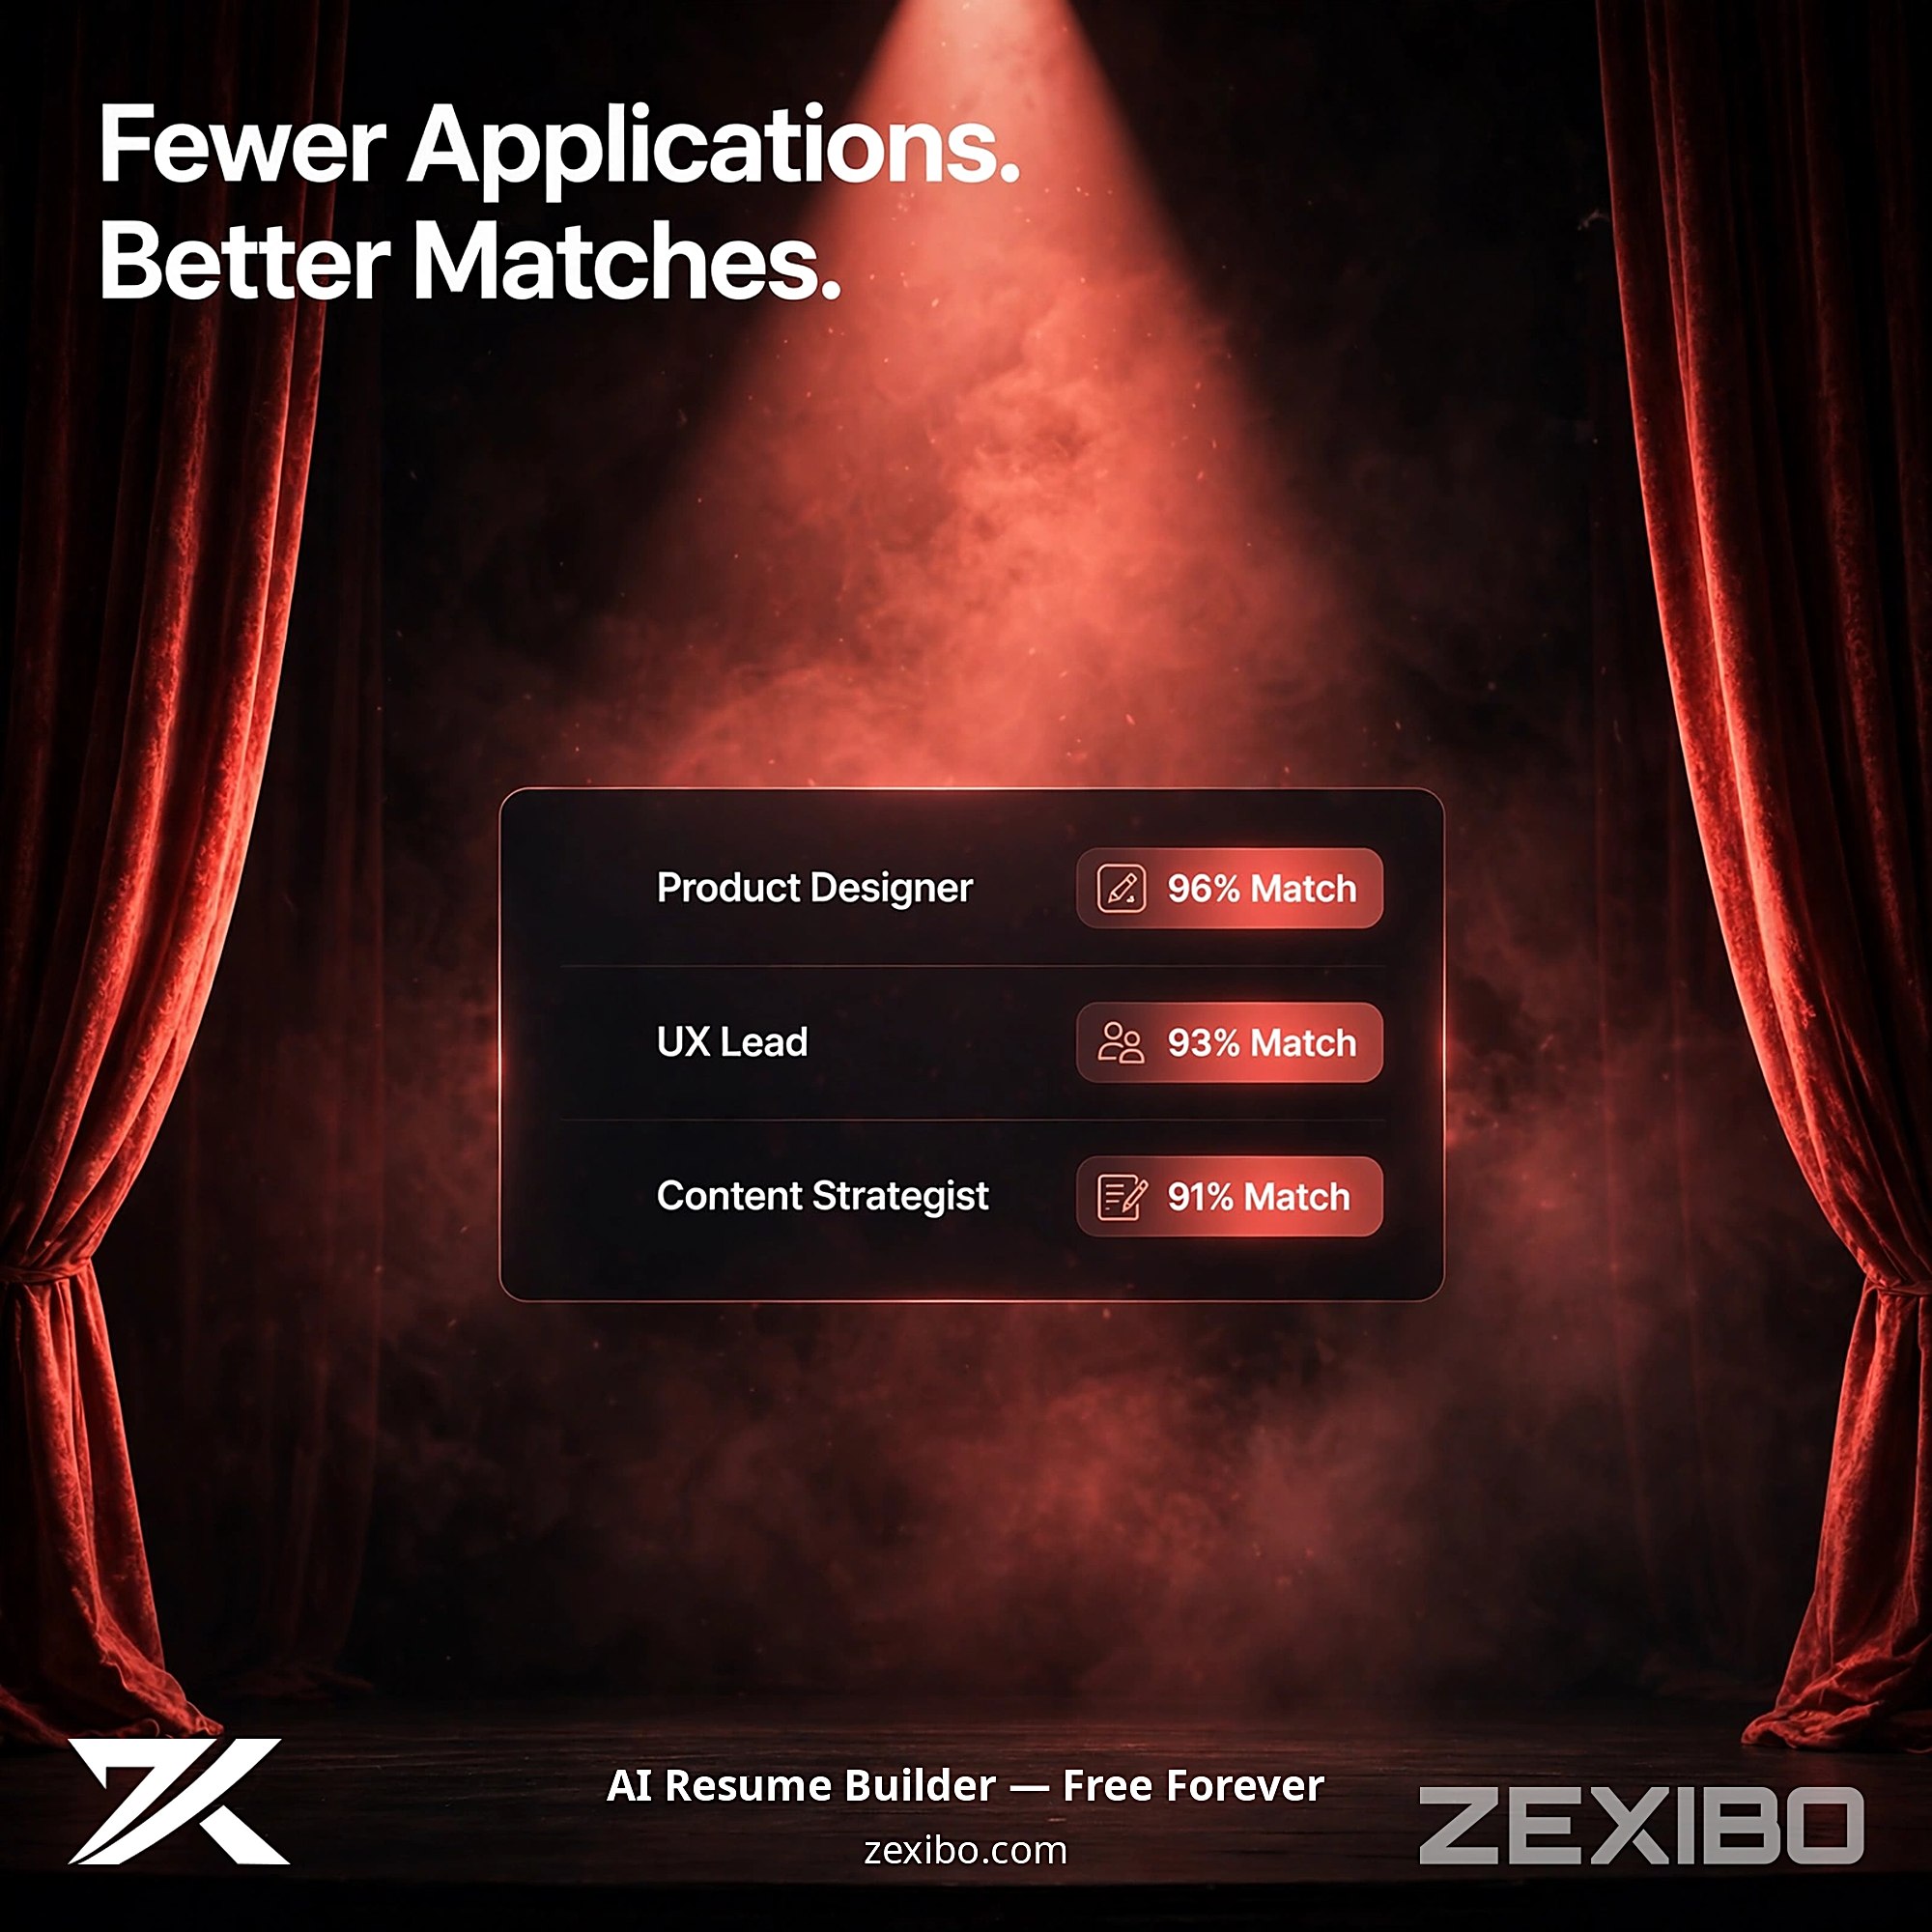 Fewer Applications.
Better Matches.
Product Designer
96% Match
UX Lead
93% Match
Content Strategist
91% Match
AI Resume Builder — Free Forever
zexibo.com
ZEXIBO